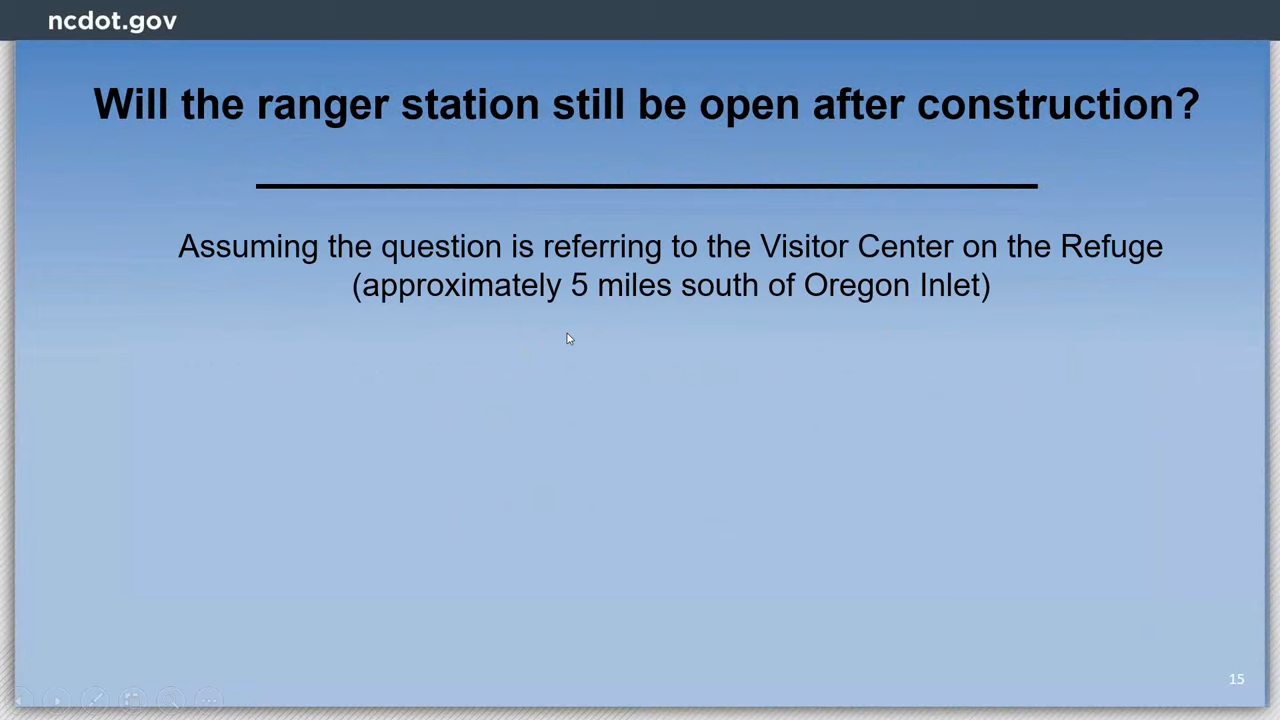 ncdot.gov
Will the ranger station still be open after construction?
Assuming the question is referring to the Visitor Center on the Refuge
(approximately 5 miles south of Oregon Inlet)
15